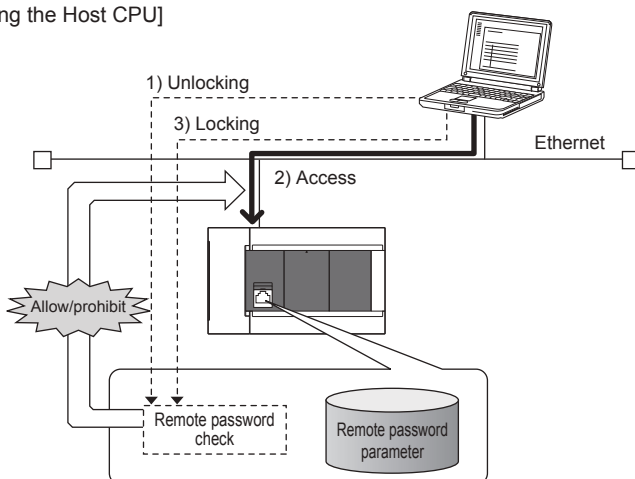 ng the Host CPU]
1) Unlocking
3) Locking
Ethernet
2) Access
Allow/prohibit
Remote password
check
Remote password
parameter